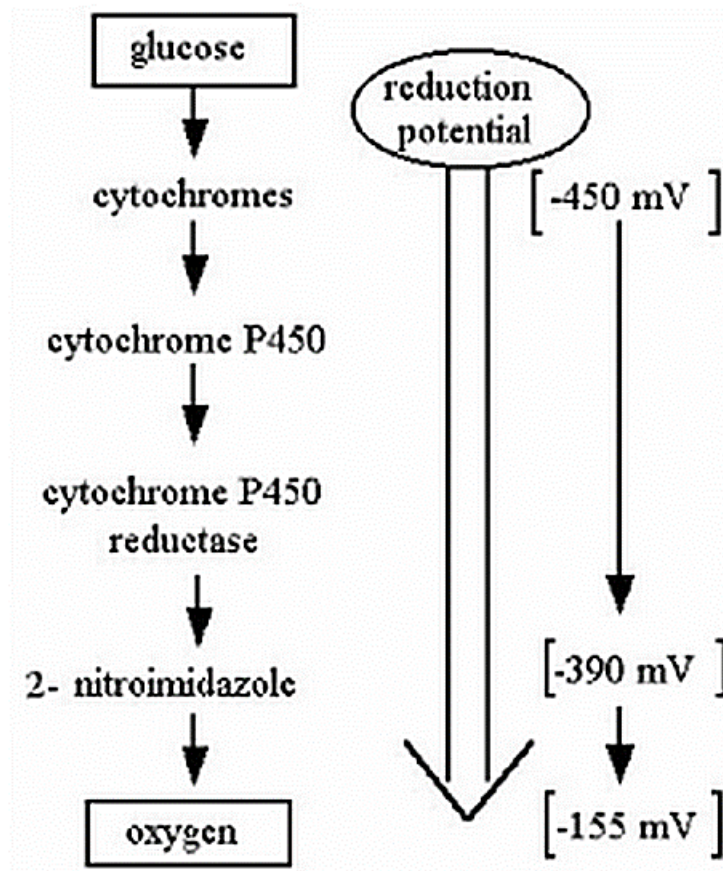 glucose
cytochromes
cytochrome P450
cytochrome P450
reductase
2- nitroimidazole
oxygen
reduction
potential
[-450 mV ]
[-390 mV ]
[-155 mV ]